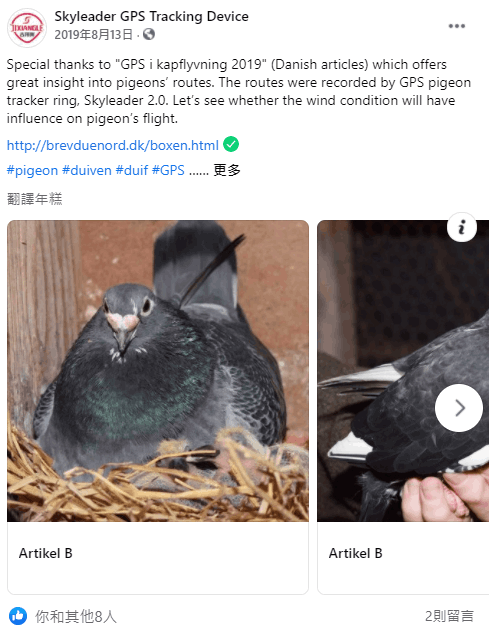 Skyleader GPS Tracking Device
2019年8月13日 ·
Special thanks to "GPS i kapflyvning 2019" (Danish articles) which offers
great insight into pigeons’ routes. The routes were recorded by GPS pigeon
tracker ring, Skyleader 2.0. Let’s see whether the wind condition will have
influence on pigeon’s flight.
http://brevduenord.dk/boxen.html
#pigeon #duiven #duif #GPS ...... 更多
翻譯年糕
Artikel B
Artikel B
你和其他8人
2則留言